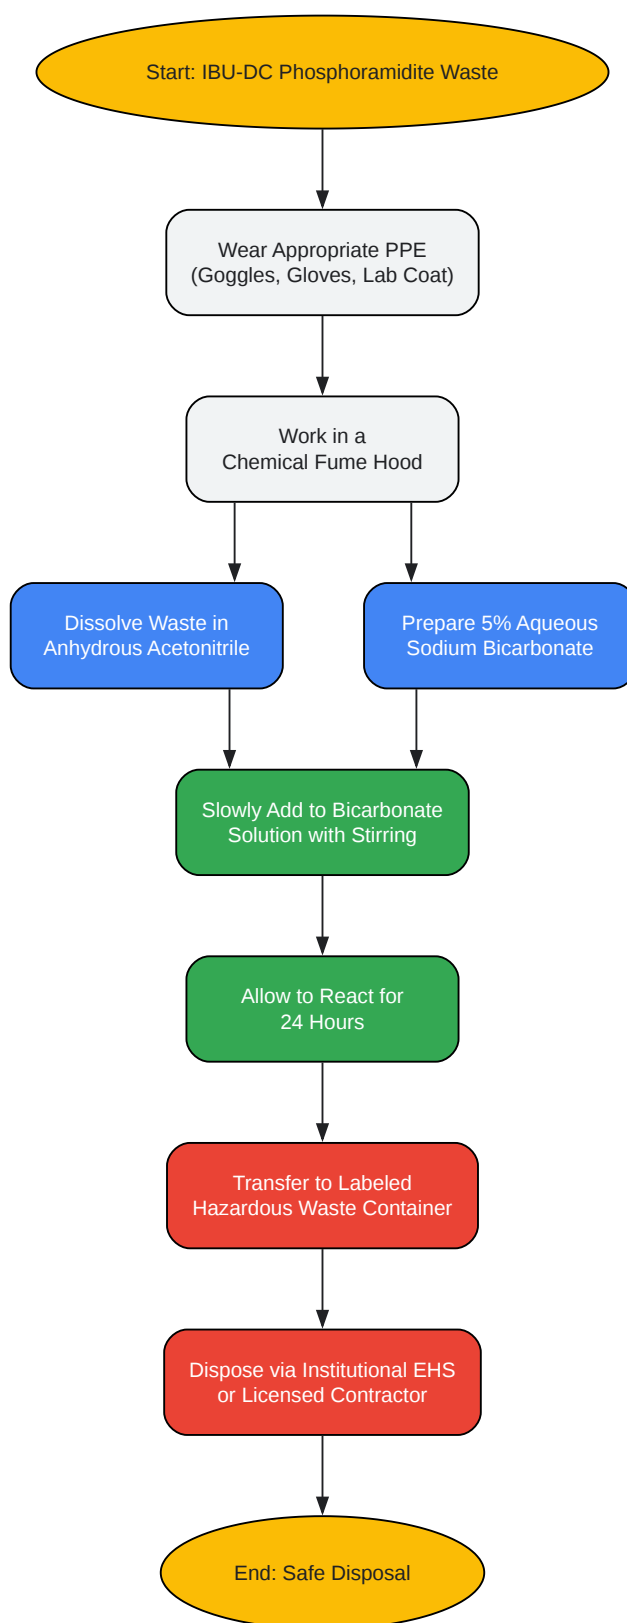 Start: IBU-DC Phosphoramidite Waste
Wear Appropriate PPE
(Goggles, Gloves, Lab Coat)
Work in a
Chemical Fume Hood
Dissolve Waste in
Anhydrous Acetonitrile
Prepare 5% Aqueous
Sodium Bicarbonate
Slowly Add to Bicarbonate
Solution with Stirring
Allow to React for
24 Hours
Transfer to Labeled
Hazardous Waste Container
Dispose via Institutional EHS
or Licensed Contractor
End: Safe Disposal